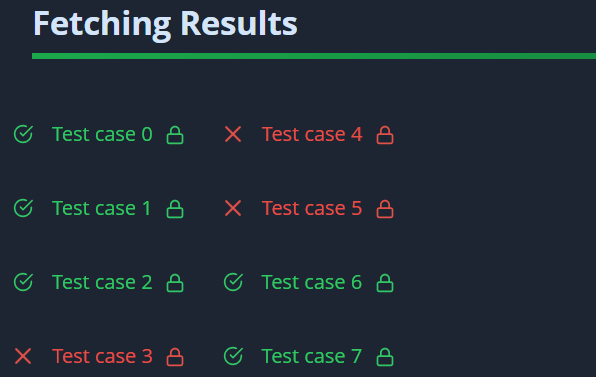 Fetching Results
Test case 0
Test case 4
Test case 1
Test case 5
Test case 2
Test case 6
Test case 3
Test case 7